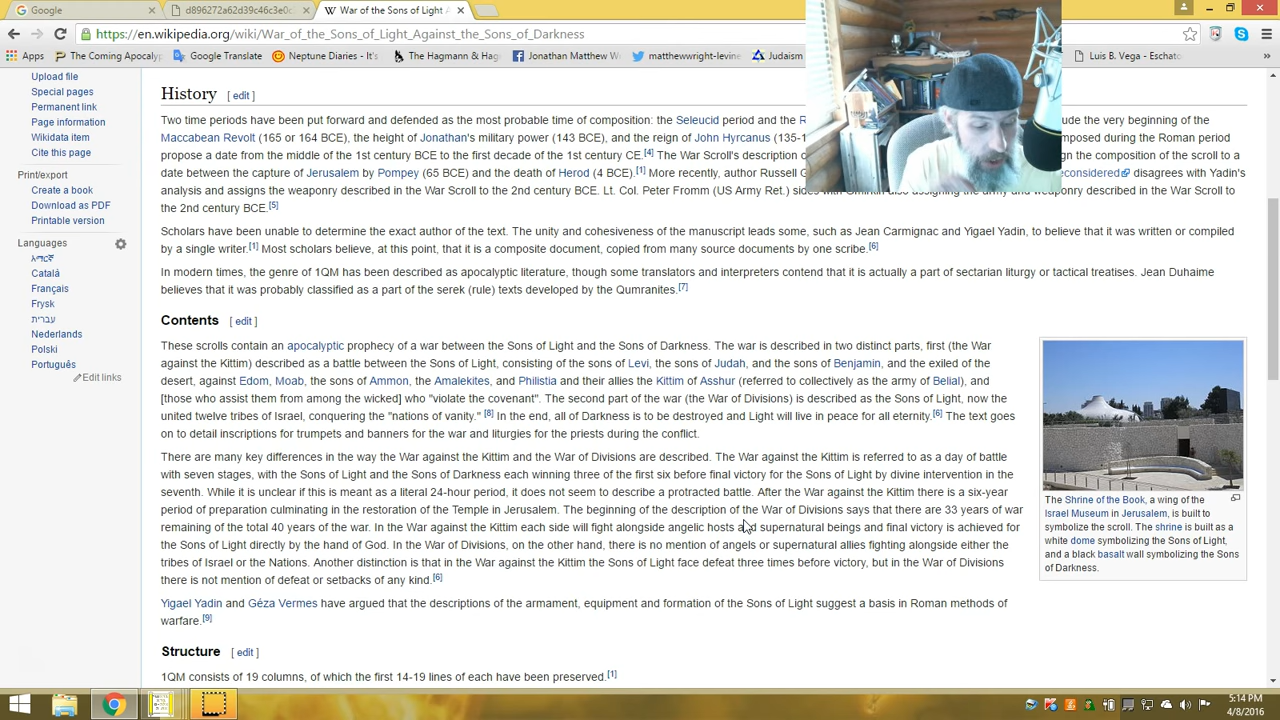 Google
d896272a62d39c46c3e0c
War of the Sons of Light A
https://en.wikipedia.org/wiki/War_of_the_Sons_of_Light_Against_the_Sons_of_Darkness
Apps
The Coming Apocalyp
Neptune Diaries - It's
The Hagmann & Hagm
Jonathan Matthew W
matthewwright-levine
Judaism
Luis B. Vega - Eschato
»
Upload file
Special pages
Permanent link
Page information
Wikidata item
Cite this page
Print/export
Create a book
Download as PDF
Printable version
Languages
አማርኛ
Català
Français
Frysk
עברית
Nederlands
Polski
Português
Edit links
History [ edit ]
Two time periods have been put forward and defended as the most probable time of composition: the Seleucid period and the R ude the very beginning of the
Maccabean Revolt (165 or 164 BCE), the height of Jonathan's military power (143 BCE), and the reign of John Hyrcanus (135-1 mposed during the Roman period
propose a date from the middle of the 1st century BCE to the first decade of the 1st century CE.[4] The War Scroll's description o gn the composition of the scroll to a
date between the capture of Jerusalem by Pompey (65 BCE) and the death of Herod (4 BCE).[1] More recently, author Russell G econsidered disagrees with Yadin's
analysis and assigns the weaponry described in the War Scroll to the 2nd century BCE. Lt. Col. Peter Fromm (US Army Ret.) sides weaponry described in the War Scroll to
the 2nd century BCE.[5]
Scholars have been unable to determine the exact author of the text. The unity and cohesiveness of the manuscript leads some, such as Jean Carmignac and Yigael Yadin, to believe that it was written or compiled
by a single writer.[1] Most scholars believe, at this point, that it is a composite document, copied from many source documents by one scribe.[6]
In modern times, the genre of 1QM has been described as apocalyptic literature, though some translators and interpreters contend that it is actually a part of sectarian liturgy or tactical treatises. Jean Duhaime
believes that it was probably classified as a part of the serek (rule) texts developed by the Qumranites.[7]
Contents [ edit ]
These scrolls contain an apocalyptic prophecy of a war between the Sons of Light and the Sons of Darkness. The war is described in two distinct parts, first (the War
against the Kittim) described as a battle between the Sons of Light, consisting of the sons of Levi, the sons of Judah, and the sons of Benjamin, and the exiled of the
desert, against Edom, Moab, the sons of Ammon, the Amalekites, and Philistia and their allies the Kittim of Asshur (referred to collectively as the army of Belial), and
[those who assist them from among the wicked] who "violate the covenant". The second part of the war (the War of Divisions) is described as the Sons of Light, now the
united twelve tribes of Israel, conquering the "nations of vanity." [8] In the end, all of Darkness is to be destroyed and Light will live in peace for all eternity.[6] The text goes
on to detail inscriptions for trumpets and banners for the war and liturgies for the priests during the conflict.
There are many key differences in the way the War against the Kittim and the War of Divisions are described. The War against the Kittim is referred to as a day of battle
with seven stages, with the Sons of Light and the Sons of Darkness each winning three of the first six before final victory for the Sons of Light by divine intervention in the
seventh. While it is unclear if this is meant as a literal 24-hour period, it does not seem to describe a protracted battle. After the War against the Kittim there is a six-year
period of preparation culminating in the restoration of the Temple in Jerusalem. The beginning of the description of the War of Divisions says that there are 33 years of war
remaining of the total 40 years of the war. In the War against the Kittim each side will fight alongside angelic hosts and supernatural beings and final victory is achieved for
the Sons of Light directly by the hand of God. In the War of Divisions, on the other hand, there is no mention of angels or supernatural allies fighting alongside either the
tribes of Israel or the Nations. Another distinction is that in the War against the Kittim the Sons of Light face defeat three times before victory, but in the War of Divisions
there is not mention of defeat or setbacks of any kind.[6]
Yigael Yadin and Géza Vermes have argued that the descriptions of the armament, equipment and formation of the Sons of Light suggest a basis in Roman methods of
warfare.[9]
Structure [ edit ]
1QM consists of 19 columns, of which the first 14-19 lines of each have been preserved.[1]
The Shrine of the Book, a wing of the
Israel Museum in Jerusalem, is built to
symbolize the scroll. The shrine is built as a
white dome symbolizing the Sons of Light,
and a black basalt wall symbolizing the Sons
of Darkness.
5:14 PM
4/8/2016